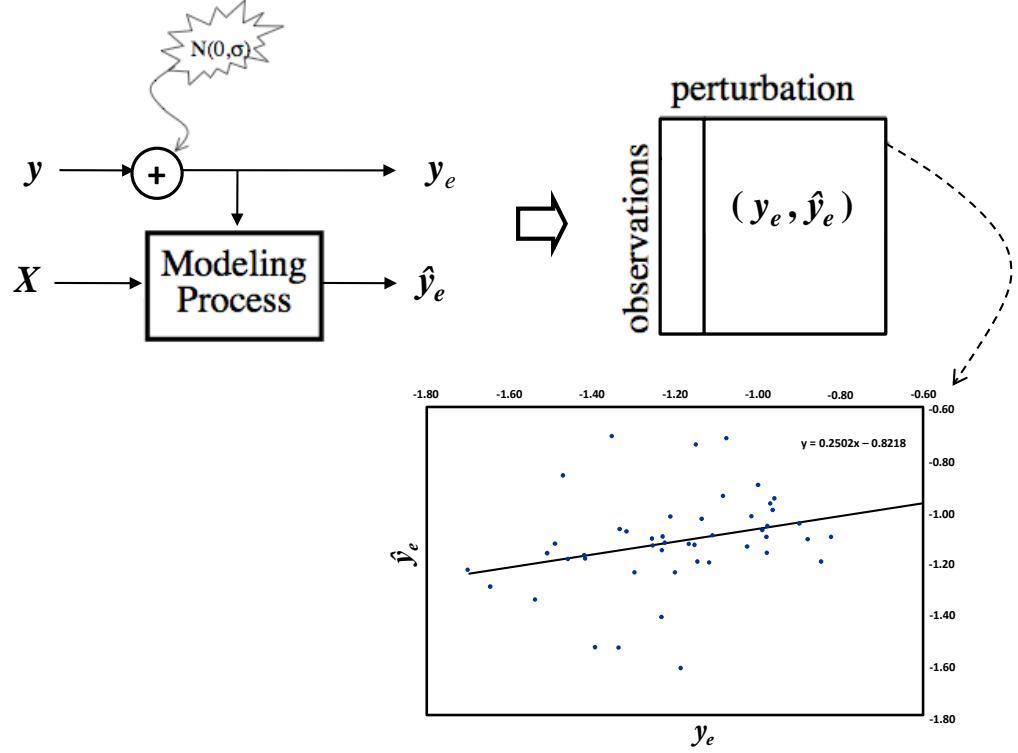 N(0,σ)
y
+
y_e
X
Modeling
Process
ŷ_e
perturbation
observations
( y_e , ŷ_e )
-1.80 -1.60 -1.40 -1.20 -1.00 -0.80 -0.60
-0.60
y = 0.2502x – 0.8218
-0.80
-1.00
ŷ_e
-1.20
-1.40
-1.60
-1.80
y_e